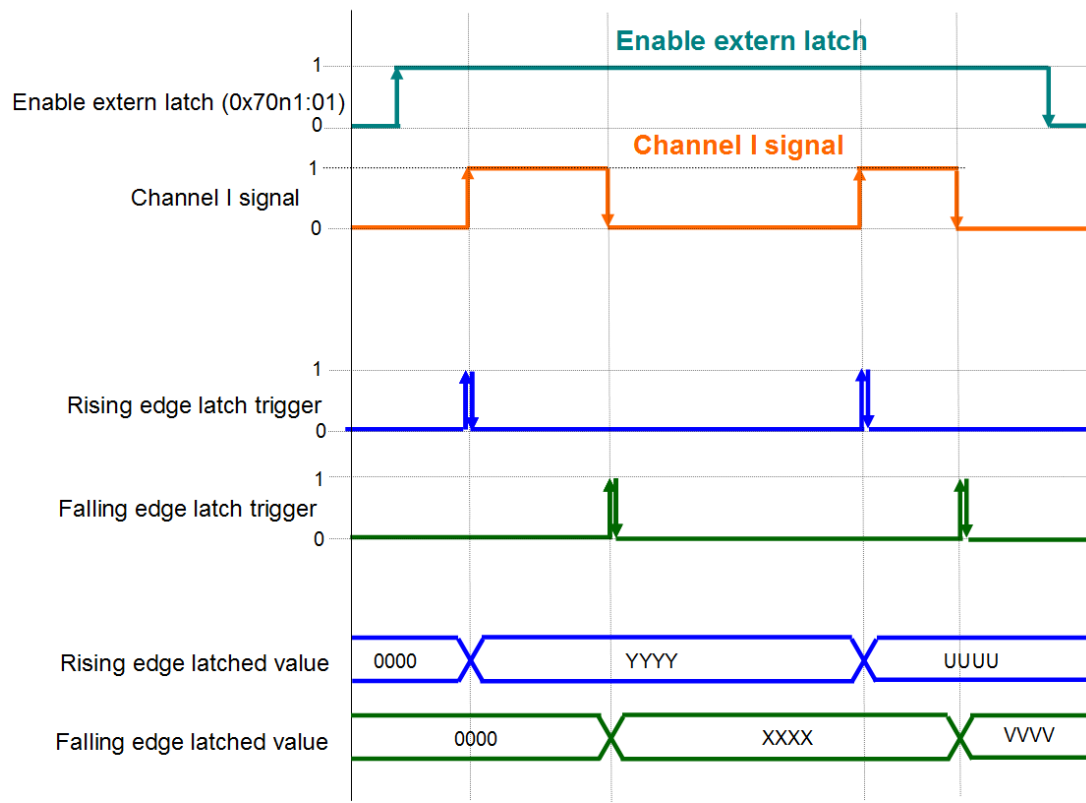 Enable extern latch
1
Enable extern latch (0x70n1:01)
0
Channel I signal
1
Channel I signal
0
1
Rising edge latch trigger
0
1
Falling edge latch trigger
0
Rising edge latched value
0000
YYYY
UUUU
Falling edge latched value
0000
XXXX
VVVV